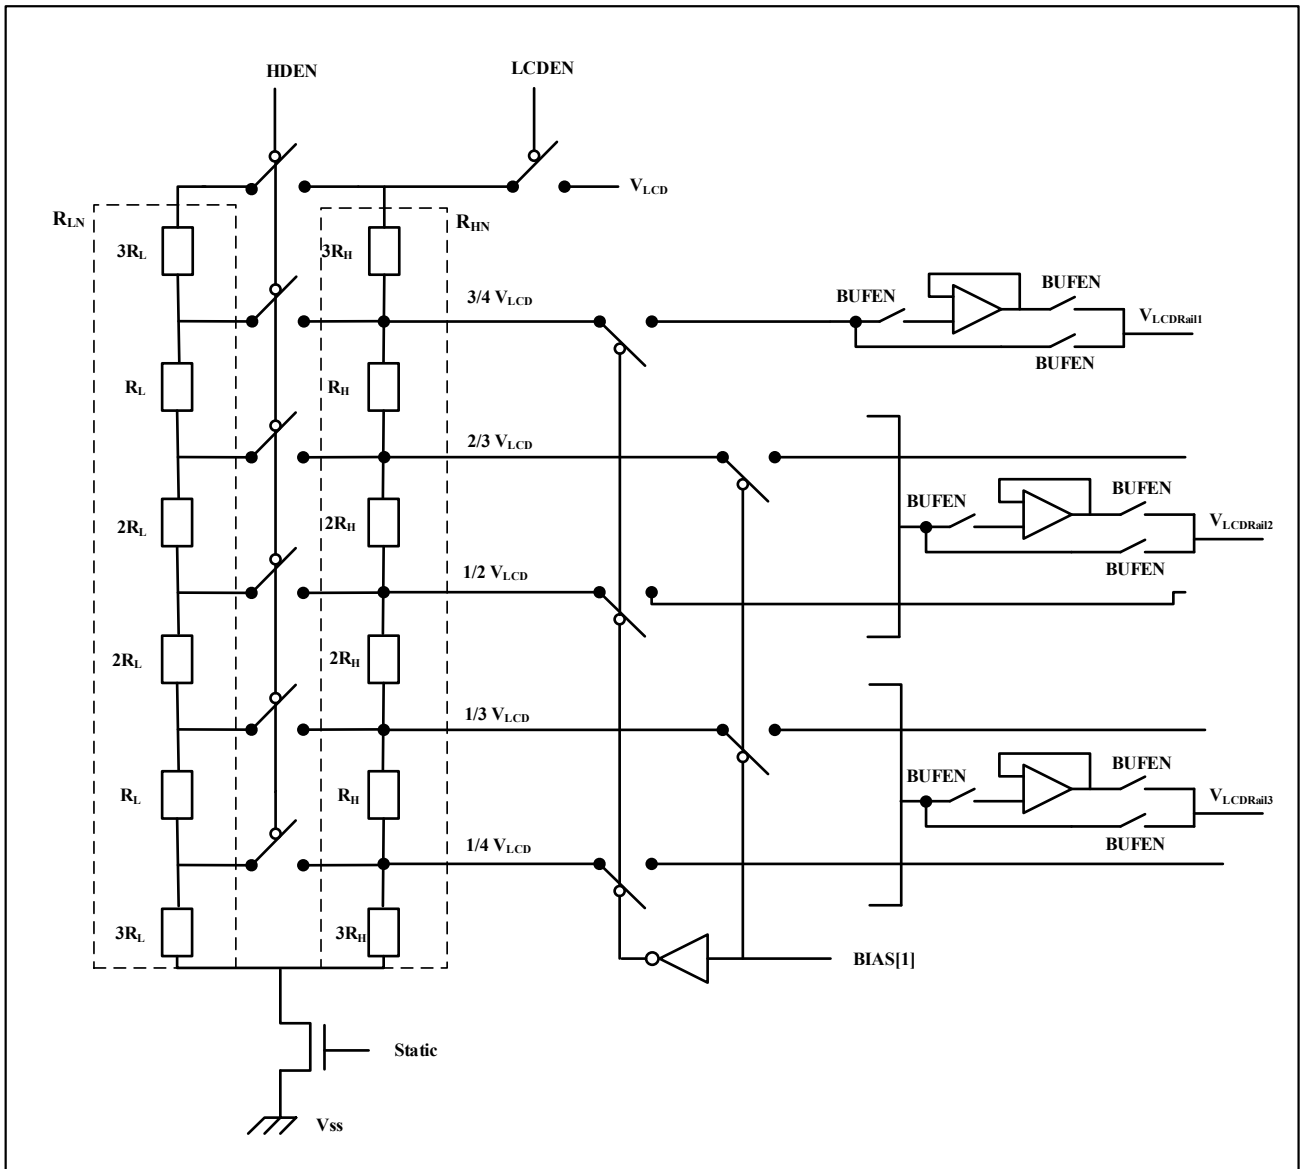 HDEN
LCDEN
VLCD
RLN
RHN
3RL
3RH
3/4 VLCD
BUFEN
BUFEN
BUFEN
VLCDRail1
RL
RH
2/3 VLCD
2RL
2RH
BUFEN
BUFEN
BUFEN
VLCDRail2
1/2 VLCD
2RL
2RH
1/3 VLCD
BUFEN
BUFEN
BUFEN
VLCDRail3
RL
RH
1/4 VLCD
3RL
3RH
BIAS[1]
Static
Vss